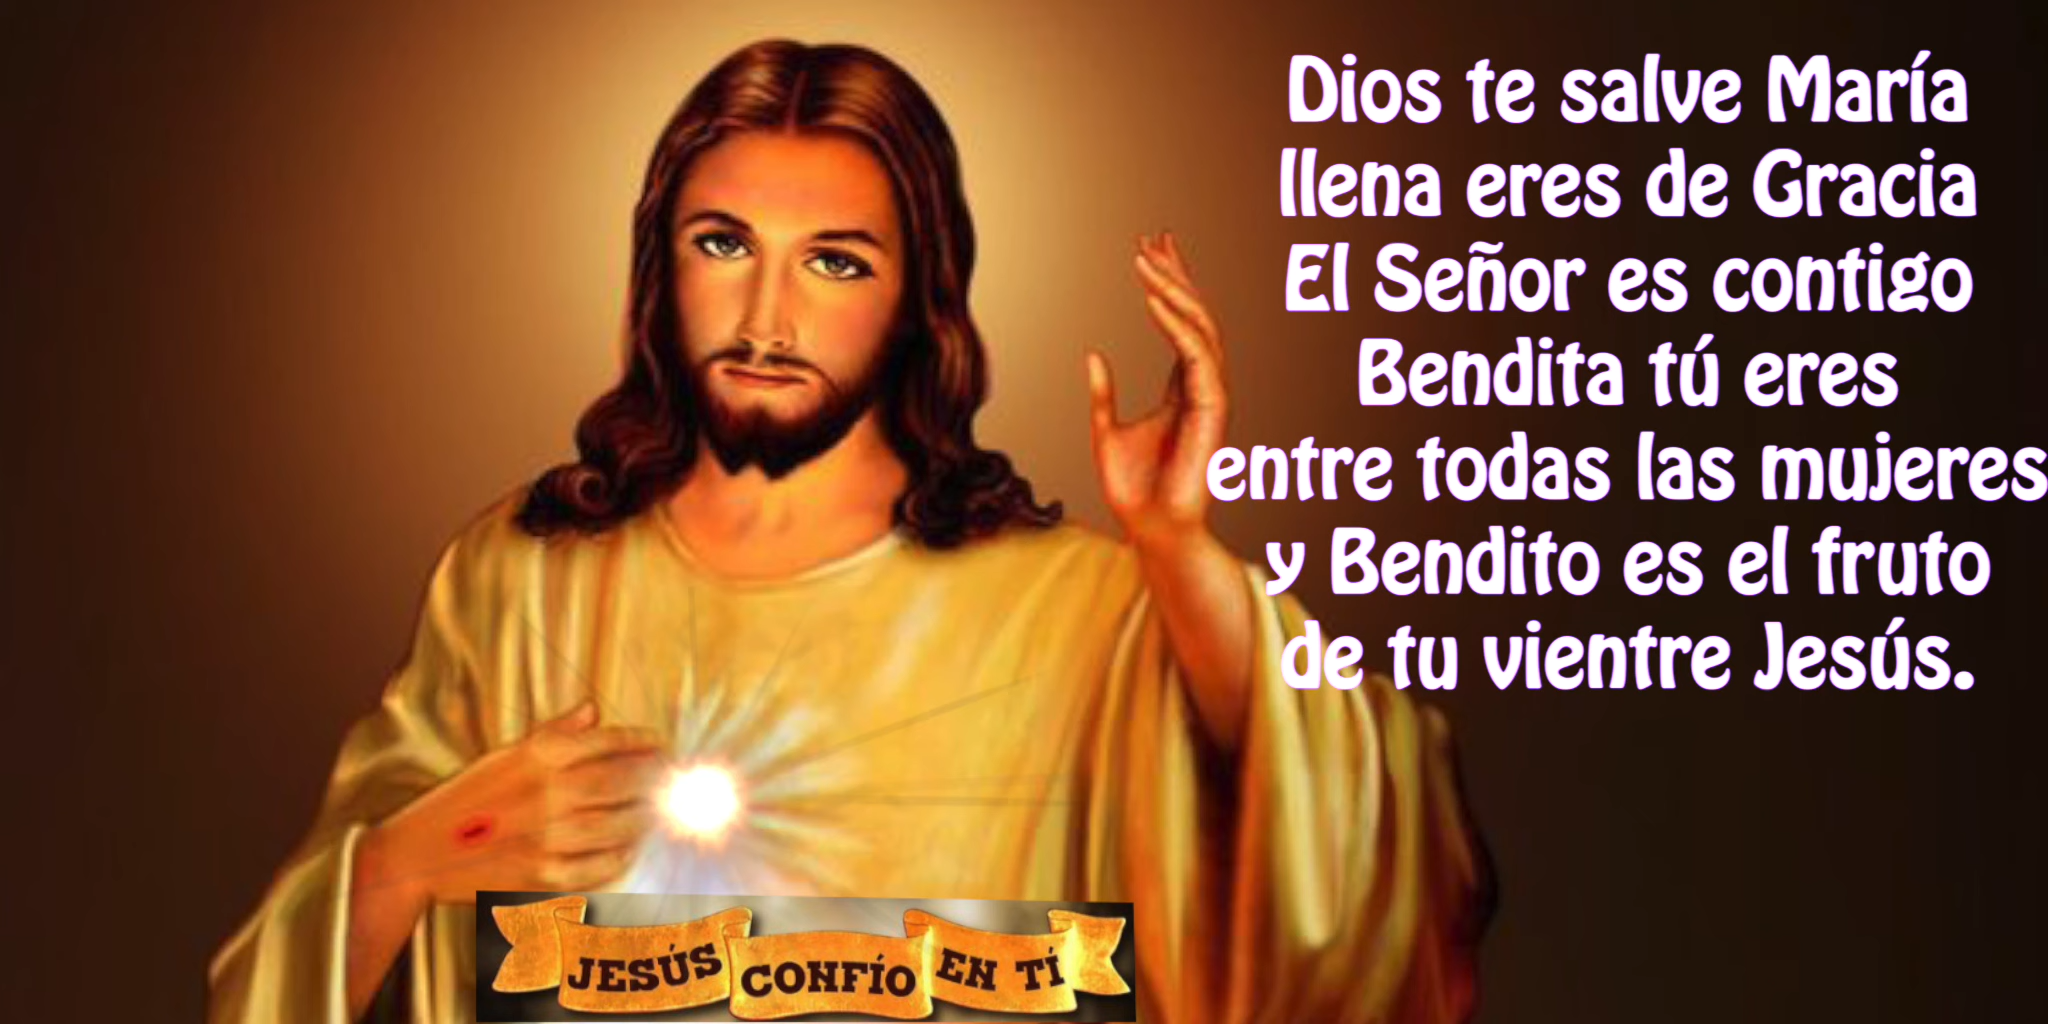 Dios te salve María
llena eres de Gracia
El Señor es contigo
Bendita tú eres
entre todas las mujeres
y Bendito es el fruto
de tu vientre Jesús.
JESÚS CONFÍO EN TÍ